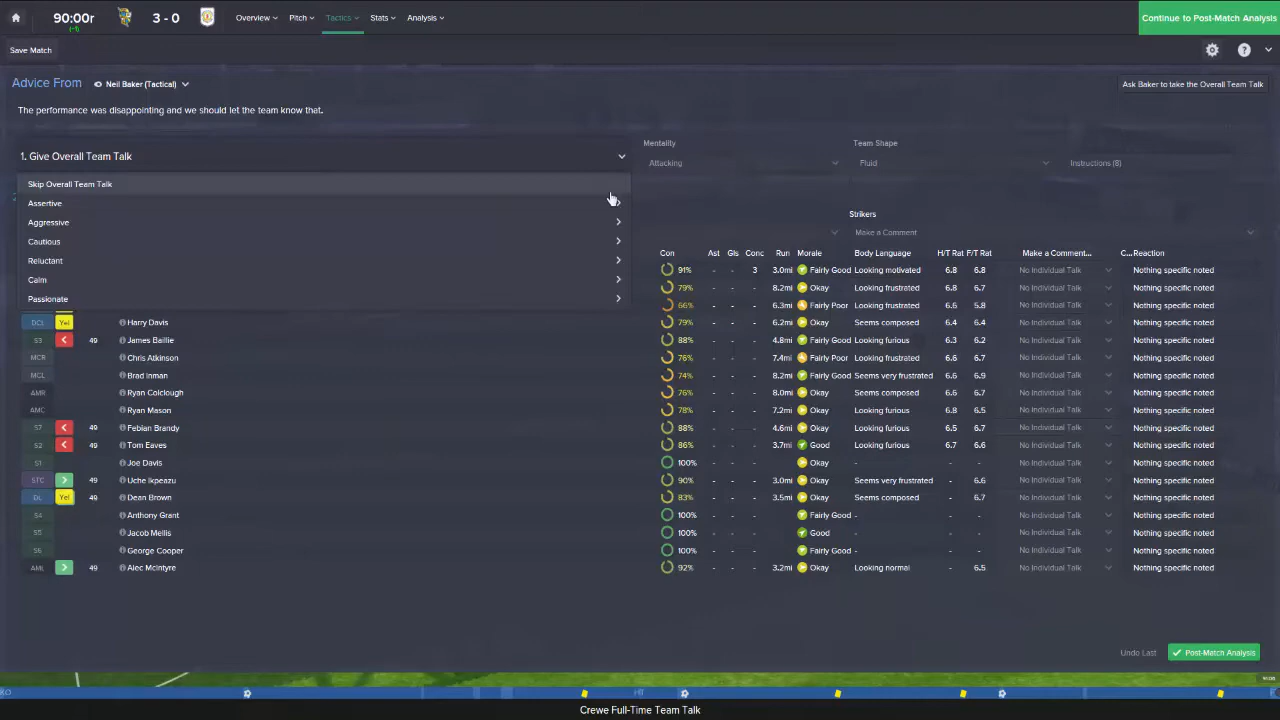 90:00r
(+1)
3 - 0
Overview
Pitch
Tactics
Stats
Analysis
Continue to Post-Match Analysis
Save Match
Advice From Neil Baker (Tactical)
Ask Baker to take the Overall Team Talk
The performance was disappointing and we should let the team know that.
1. Give Overall Team Talk
Mentality
Team Shape
Attacking
Fluid
Instructions (8)
Skip Overall Team Talk
Assertive
Aggressive
Cautious
Reluctant
Calm
Passionate
Strikers
Make a Comment
Con Ast Gls Conc Run Morale Body Language H/T Rat F/T Rat Make a Comment... C... Reaction
91% - - 3 3.0mi Fairly Good Looking motivated 6.8 6.8 No Individual Talk Nothing specific noted
79% - - - 8.2mi Okay Looking frustrated 6.8 6.7 No Individual Talk Nothing specific noted
66% - - - 6.3mi Fairly Poor Looking frustrated 6.6 5.8 No Individual Talk Nothing specific noted
DCL Yel Harry Davis 79% - - - 6.2mi Okay Seems composed 6.4 6.4 No Individual Talk Nothing specific noted
S3 49 James Baillie 88% - - - 4.8mi Fairly Good Looking furious 6.3 6.2 No Individual Talk Nothing specific noted
MCR Chris Atkinson 76% - - - 7.4mi Fairly Poor Looking frustrated 6.6 6.7 No Individual Talk Nothing specific noted
MCL Brad Inman 74% - - - 8.2mi Fairly Good Seems very frustrated 6.6 6.9 No Individual Talk Nothing specific noted
AMR Ryan Colclough 76% - - - 8.0mi Okay Seems composed 6.6 6.7 No Individual Talk Nothing specific noted
AMC Ryan Mason 78% - - - 7.2mi Okay Looking furious 6.8 6.5 No Individual Talk Nothing specific noted
S7 49 Febian Brandy 88% - - - 4.6mi Okay Looking furious 6.5 6.7 No Individual Talk Nothing specific noted
S2 49 Tom Eaves 86% - - - 3.7mi Good Looking furious 6.7 6.6 No Individual Talk Nothing specific noted
S1 Joe Davis 100% - - - Okay - - - No Individual Talk Nothing specific noted
STC 49 Uche Ikpeazu 90% - - - 3.0mi Okay Seems very frustrated - 6.6 No Individual Talk Nothing specific noted
DL Yel 49 Dean Brown 83% - - - 3.5mi Okay Seems composed - 6.7 No Individual Talk Nothing specific noted
S4 Anthony Grant 100% - - - Fairly Good - - - No Individual Talk Nothing specific noted
S5 Jacob Mellis 100% - - - Good - - - No Individual Talk Nothing specific noted
S6 George Cooper 100% - - - Fairly Good - - - No Individual Talk Nothing specific noted
AML 49 Alec McIntyre 92% - - - 3.2mi Okay Looking normal - 6.5 No Individual Talk Nothing specific noted
Undo Last
Post-Match Analysis
KO
HT
Crewe Full-Time Team Talk